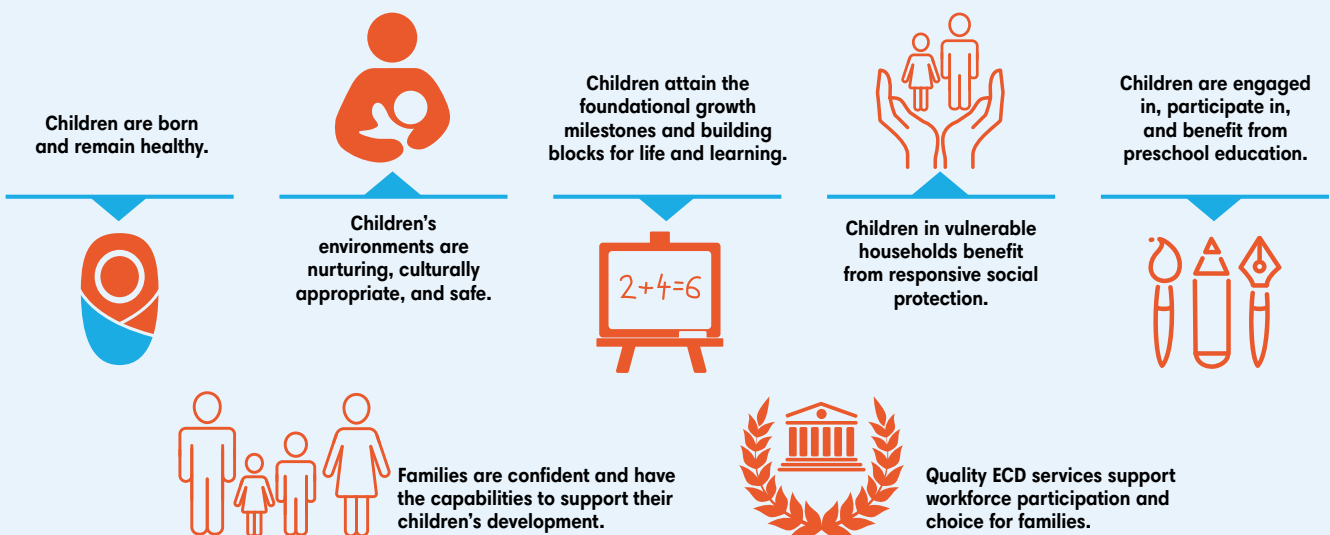 Children are born
and remain healthy.
Children's
environments are
nurturing, culturally
appropriate, and safe.
Children attain the
foundational growth
milestones and building
blocks for life and learning.
2+4=6
Children in vulnerable
households benefit
from responsive social
protection.
Children are engaged
in, participate in,
and benefit from
preschool education.
Families are confident and have
the capabilities to support their
children's development.
Quality ECD services support
workforce participation and
choice for families.